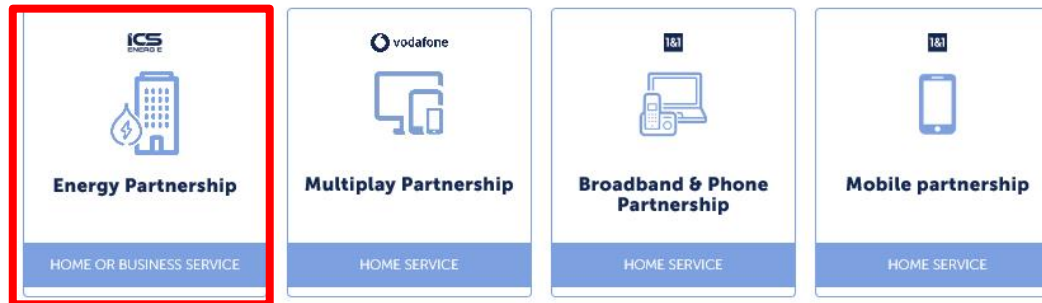 ICS
ENERGIE
Energy Partnership
HOME OR BUSINESS SERVICE
vodafone
Multiplay Partnership
HOME SERVICE
1&1
Broadband & Phone
Partnership
HOME SERVICE
1&1
Mobile partnership
HOME SERVICE